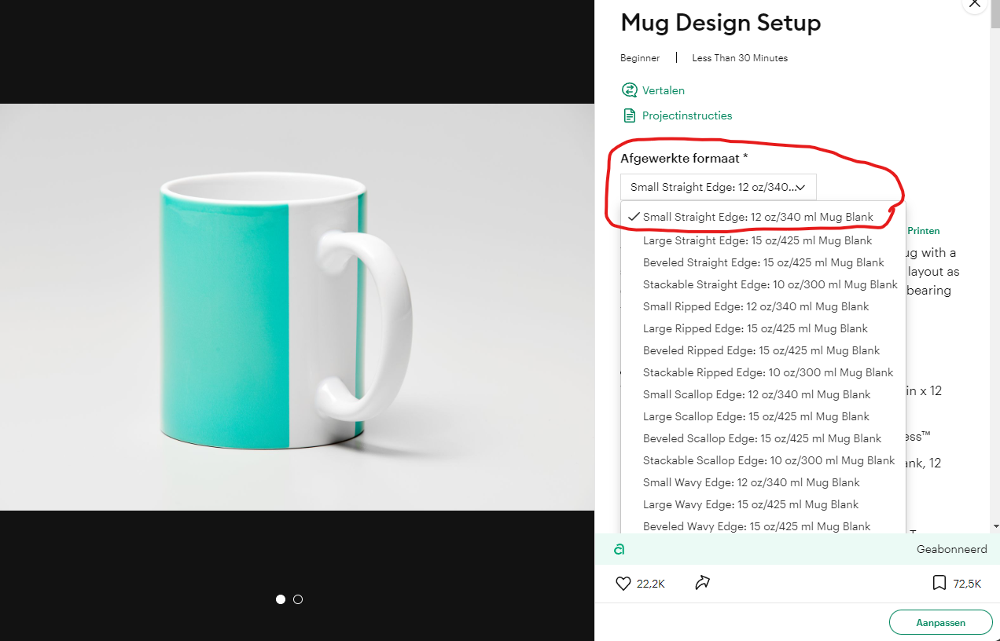 Mug Design Setup
Beginner | Less Than 30 Minutes
Vertalen
Projectinstructies
Afgewerkte formaat *
Small Straight Edge: 12 oz/340...
Small Straight Edge: 12 oz/340 ml Mug Blank
Large Straight Edge: 15 oz/425 ml Mug Blank
Beveled Straight Edge: 15 oz/425 ml Mug Blank
Stackable Straight Edge: 10 oz/300 ml Mug Blank
Small Ripped Edge: 12 oz/340 ml Mug Blank
Large Ripped Edge: 15 oz/425 ml Mug Blank
Beveled Ripped Edge: 15 oz/425 ml Mug Blank
Stackable Ripped Edge: 10 oz/300 ml Mug Blank
Small Scallop Edge: 12 oz/340 ml Mug Blank
Large Scallop Edge: 15 oz/425 ml Mug Blank
Beveled Scallop Edge: 15 oz/425 ml Mug Blank
Stackable Scallop Edge: 10 oz/300 ml Mug Blank
Small Wavy Edge: 12 oz/340 ml Mug Blank
Large Wavy Edge: 15 oz/425 ml Mug Blank
Beveled Wavy Edge: 15 oz/425 ml Mug Blank
Printen
with a
layout as
bearing
in x 12
12
Geabonneerd
22,2K
72,5K
Aanpassen